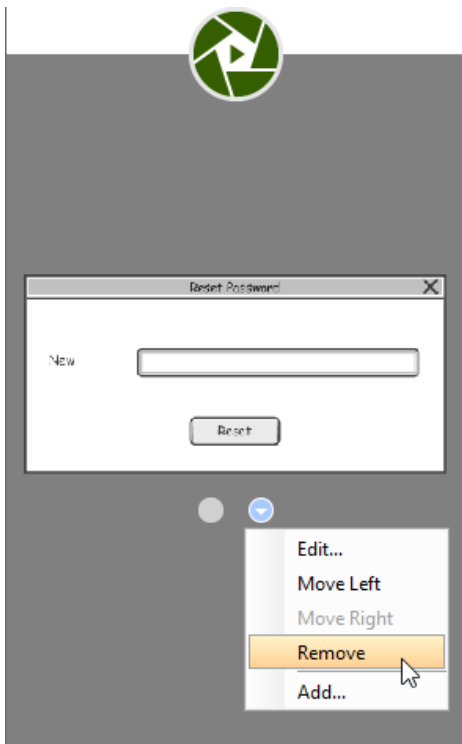 Reset Password
New
Reset
Edit...
Move Left
Move Right
Remove
Add...